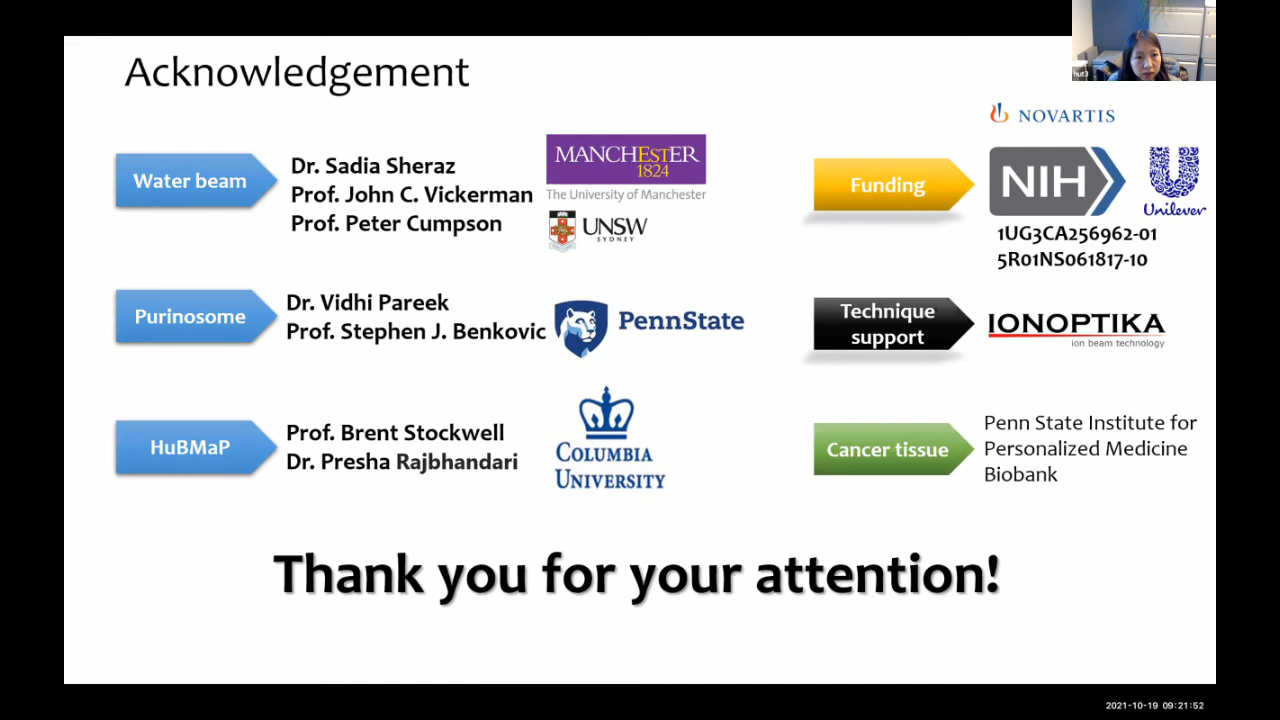 Acknowledgement
hut3
Water beam
Dr. Sadia Sheraz
Prof. John C. Vickerman
Prof. Peter Cumpson
MANCHESTER
1824
The University of Manchester
UNSW
SYDNEY
Purinosome
Dr. Vidhi Pareek
Prof. Stephen J. Benkovic
PennState
HuBMaP
Prof. Brent Stockwell
Dr. Presha Rajbhandari
COLUMBIA
UNIVERSITY
Funding
NOVARTIS
NIH
Unilever
1UG3CA256962-01
5R01NS061817-10
Technique
support
IONOPTIKA
ion beam technology
Cancer tissue
Penn State Institute for
Personalized Medicine
Biobank
Thank you for your attention!
2021-10-19 09:21:52